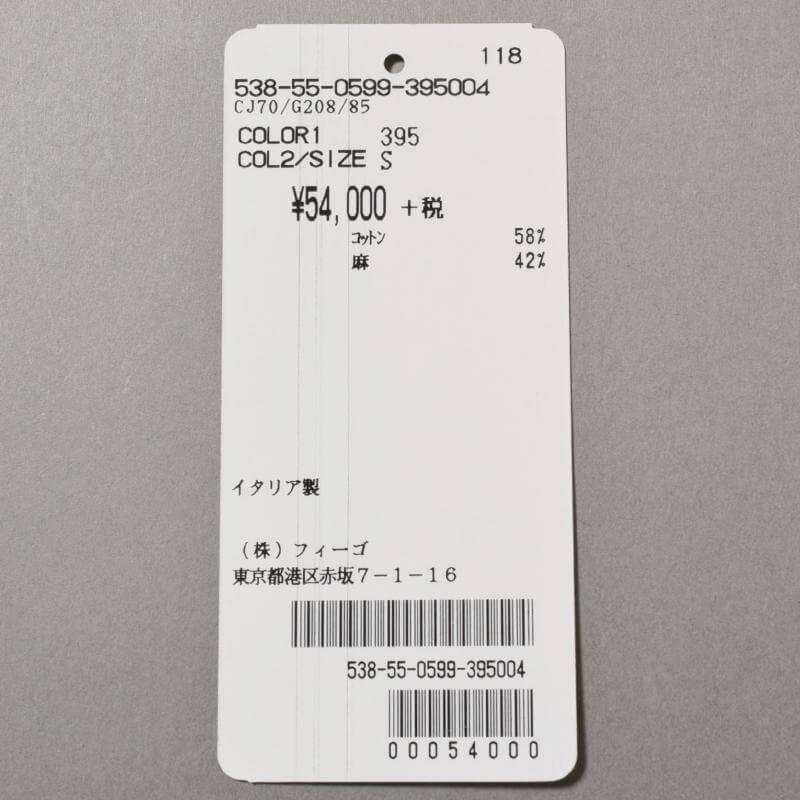 118
538-55-0599-395004
CJ70/G208/85
COLOR1 395
COL2/SIZE S
¥54,000 +税
コットン 58%
麻 42%
イタリア製
(株)フィーゴ
東京都港区赤坂7-1-16
538-55-0599-395004
00054000